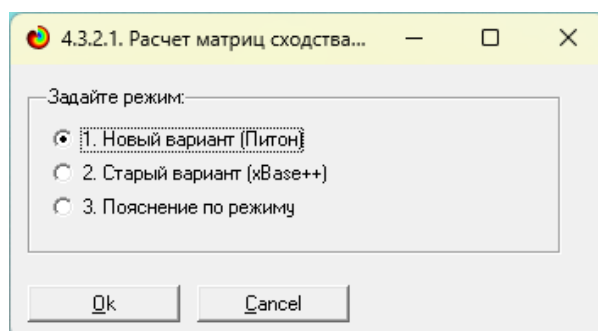 4.3.2.1. Расчет матриц сходства...
Задайте режим:
1. Новый вариант (Питон)
2. Старый вариант (xBase++)
3. Пояснение по режиму
Ok Cancel